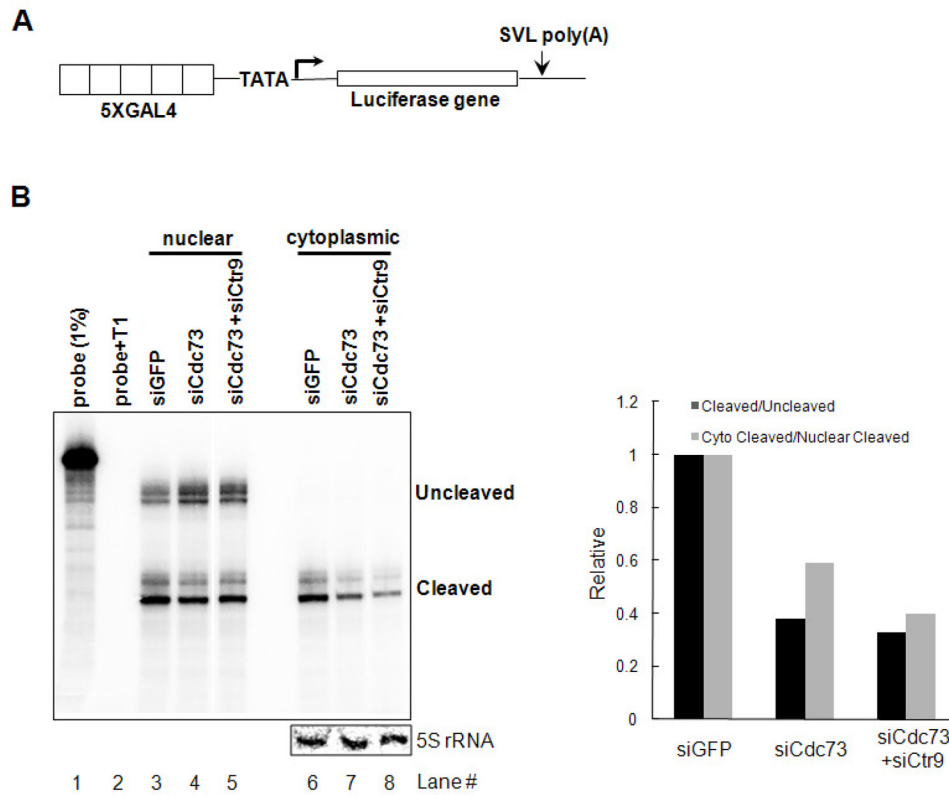 A
SVL poly(A)
TATA
5XGAL4
Luciferase gene
B
nuclear
cytoplasmic
probe (1%)
probe+T1
siGFP
siCdc73
siCdc73 +siCtr9
siGFP
siCdc73
siCdc73 +siCtr9
Uncleaved
Cleaved
5S rRNA
1 2 3 4 5 6 7 8 Lane #
Cleaved/Uncleaved
Cyto Cleaved/Nuclear Cleaved
Relative
1.2
1
0.8
0.6
0.4
0.2
0
siGFP
siCdc73
siCdc73
+siCtr9